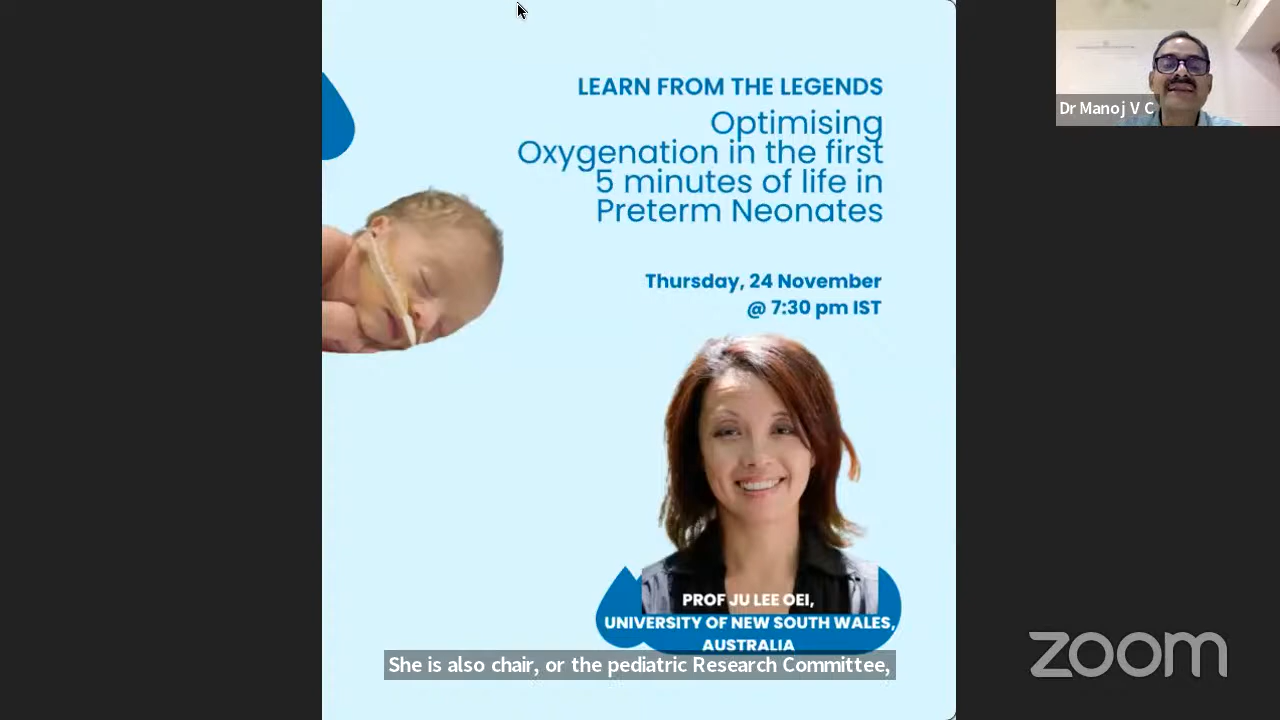 LEARN FROM THE LEGENDS
Optimising
Oxygenation in the first
5 minutes of life in
Preterm Neonates
Thursday, 24 November
@ 7:30 pm IST
PROF JU LEE OEI,
UNIVERSITY OF NEW SOUTH WALES,
AUSTRALIA
She is also chair, or the pediatric Research Committee,
Dr Manoj V C
zoom